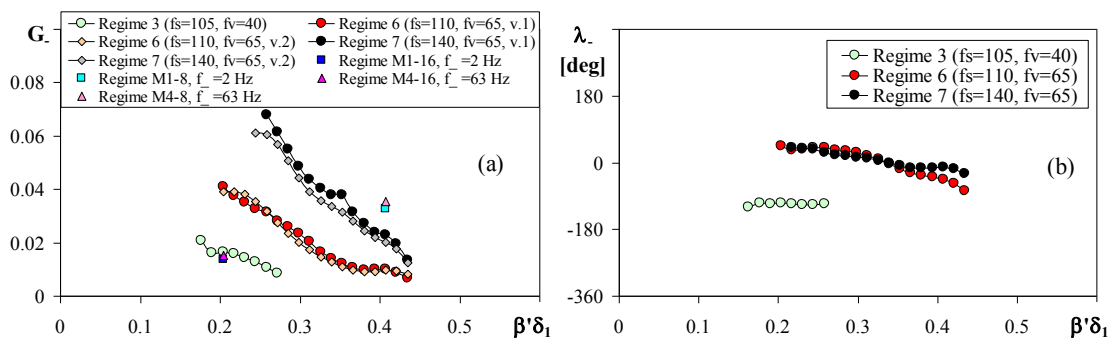 G-
0.08
0.06
0.04
0.02
0
0 0.1 0.2 0.3 0.4 0.5 β'δ1
Regime 3 (fs=105, fv=40) Regime 6 (fs=110, fv=65, v.1)
Regime 6 (fs=110, fv=65, v.2) Regime 7 (fs=140, fv=65, v.1)
Regime 7 (fs=140, fv=65, v.2) Regime M1-16, f_ =2 Hz
Regime M1-8, f_ =2 Hz Regime M4-16, f_ =63 Hz
Regime M4-8, f_ =63 Hz
(a)
λ-
[deg]
180
0
-180
-360
0 0.1 0.2 0.3 0.4 0.5 β'δ1
Regime 3 (fs=105, fv=40)
Regime 6 (fs=110, fv=65)
Regime 7 (fs=140, fv=65)
(b)